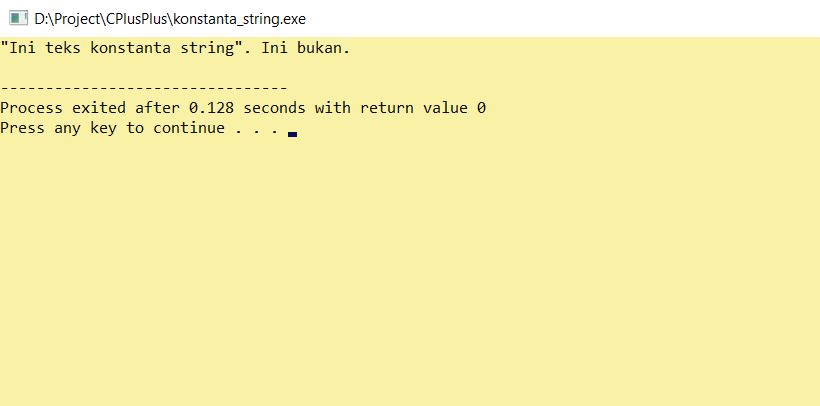 D:\Project\CPlusPlus\konstanta_string.exe
"Ini teks konstanta string". Ini bukan.
--------------------------------
Process exited after 0.128 seconds with return value 0
Press any key to continue . . .